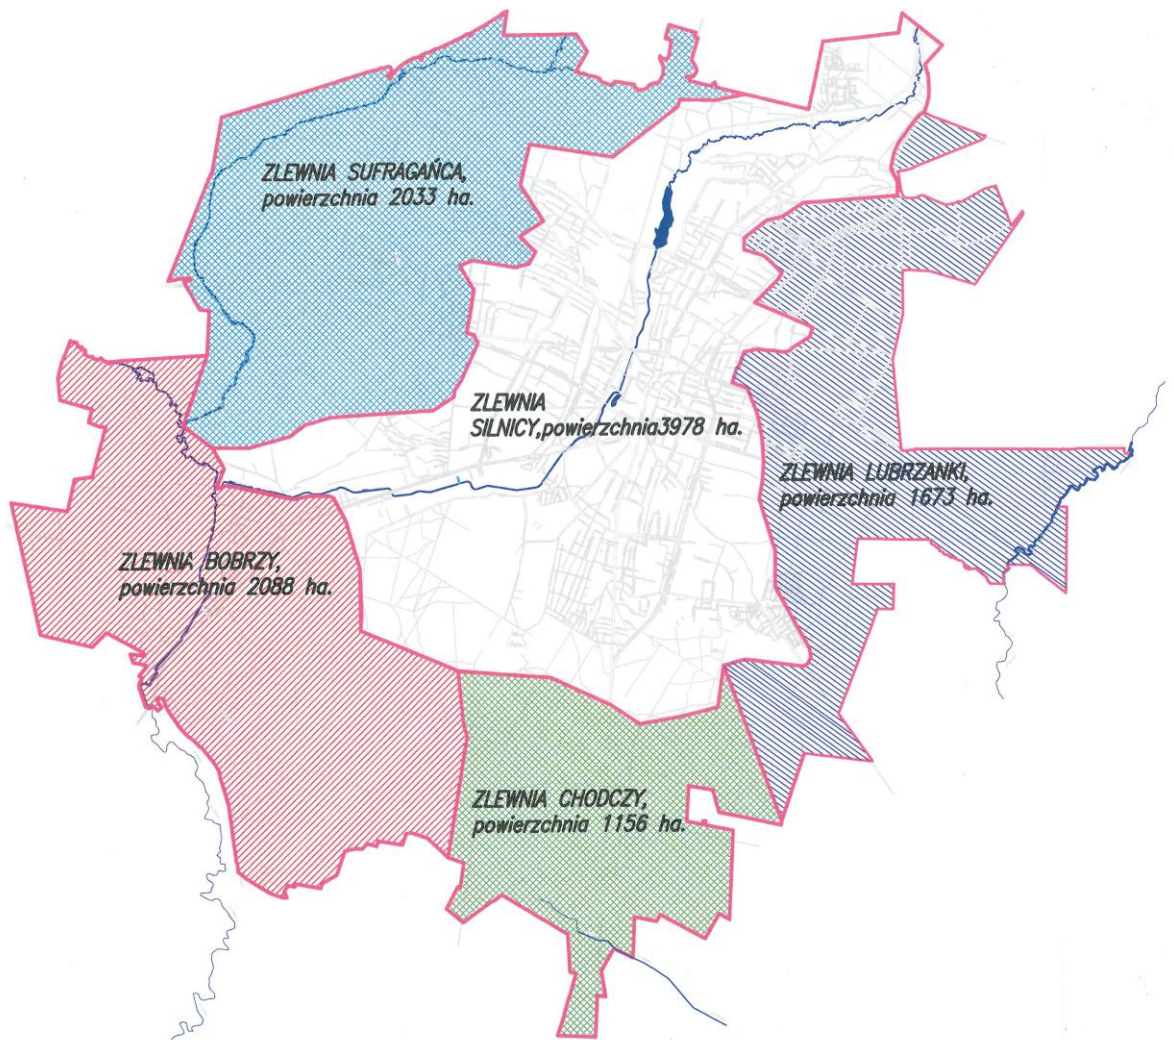 ZLEWNIA SUFRAGAŃCA,
powierzchnia 2033 ha.
ZLEWNIA
SILNICY,powierzchnia3978 ha.
ZLEWNIA LUBRZANKI,
powierzchnia 1673 ha.
ZLEWNIA BOBRZY,
powierzchnia 2088 ha.
ZLEWNIA CHODCZY,
powierzchnia 1156 ha.